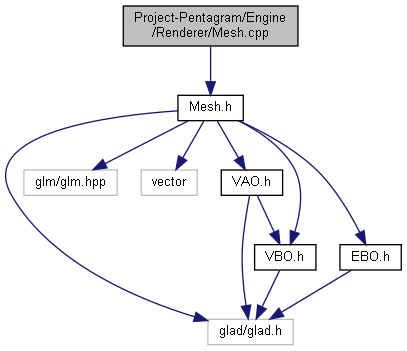 Project-Pentagram/Engine
/Renderer/Mesh.cpp
Mesh.h
glm/glm.hpp
vector
VAO.h
VBO.h
EBO.h
glad/glad.h